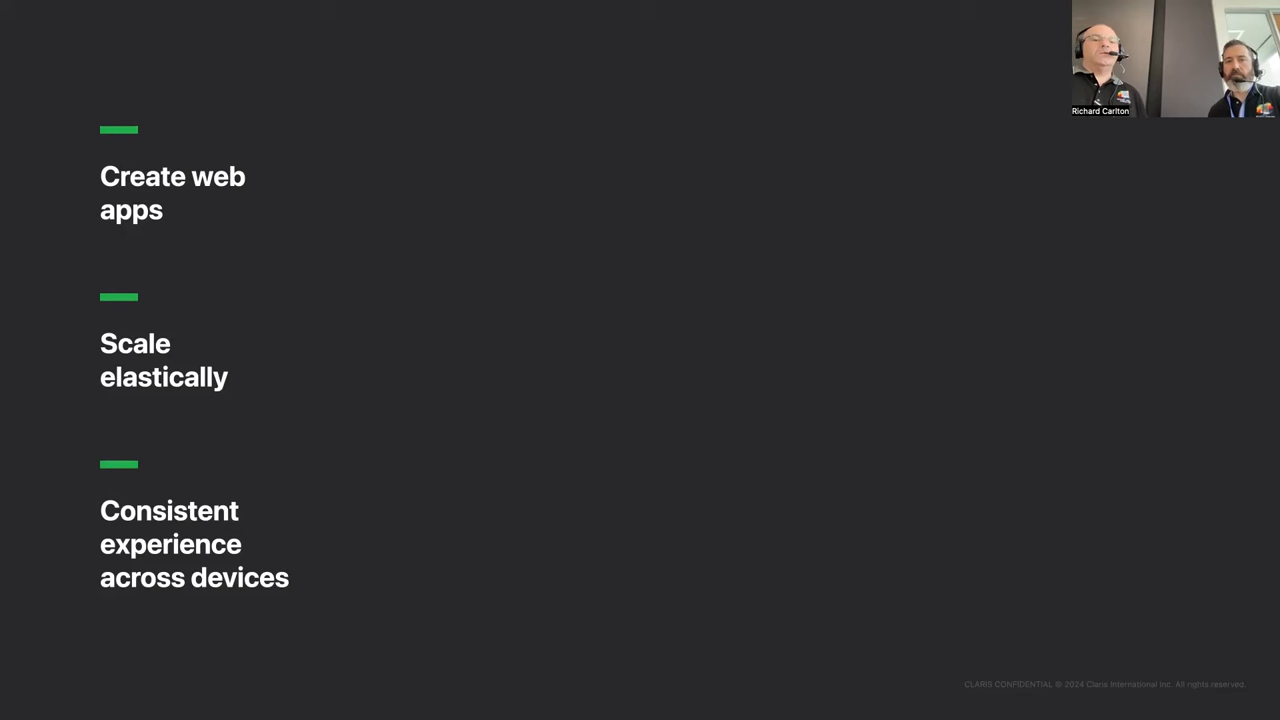 Richard Carlton
Create web
apps
Scale
elastically
Consistent
experience
across devices
CLARIS CONFIDENTIAL © 2024 Claris International Inc. All rights reserved.